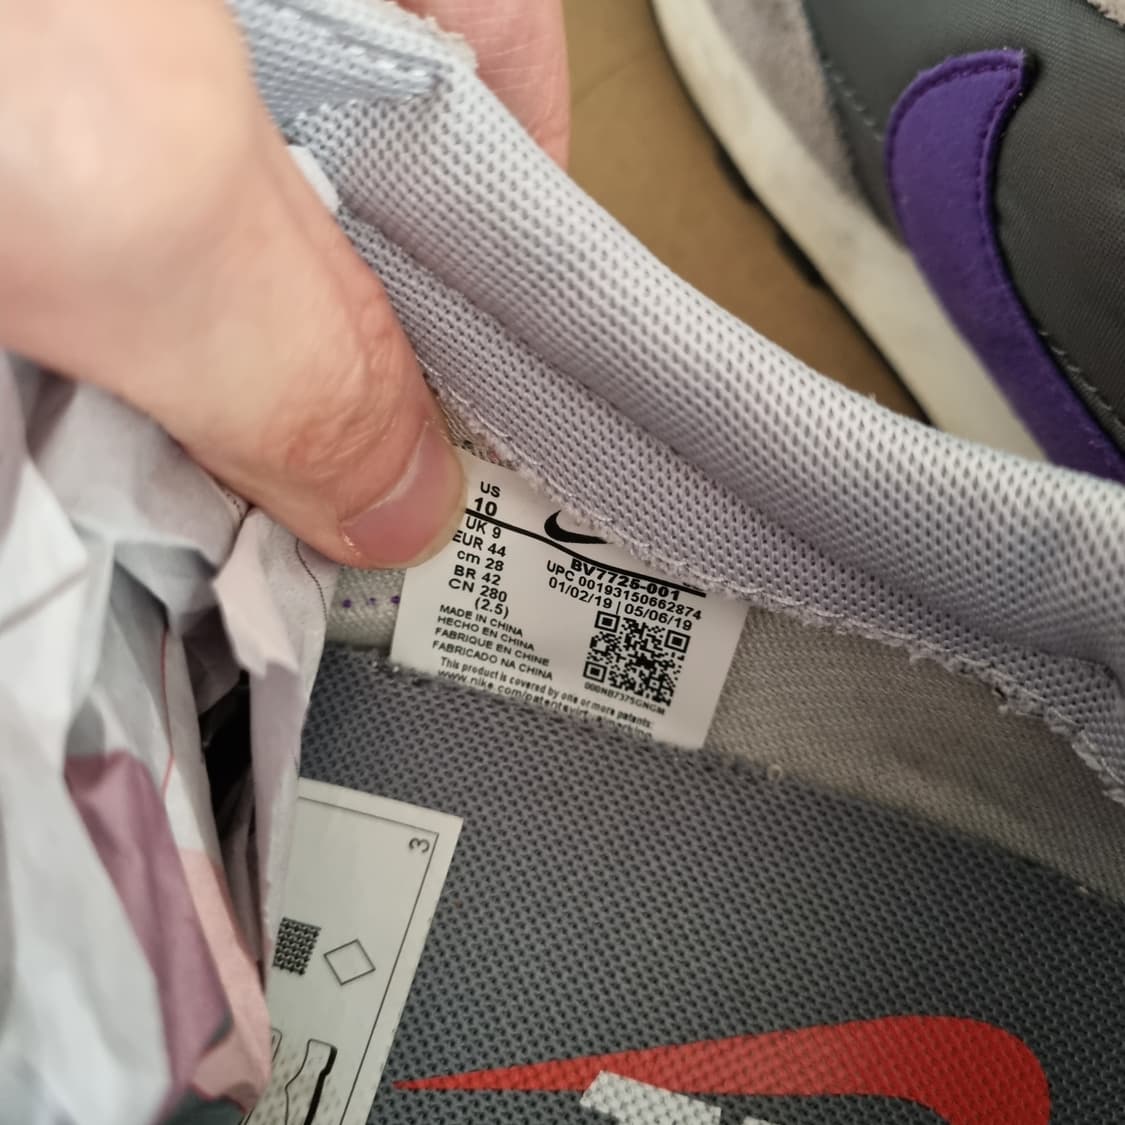 US
10
UK 9
EUR 44
cm 28
BR 42
CN 280
(2.5)
BV7725-001
UPC 00193150662874
01/02/19 | 05/06/19
MADE IN CHINA
HECHO EN CHINA
FABRIQUE EN CHINE
FABRICADO NA CHINA
000NB7375GNGM
This product is covered by one or more patents:
3